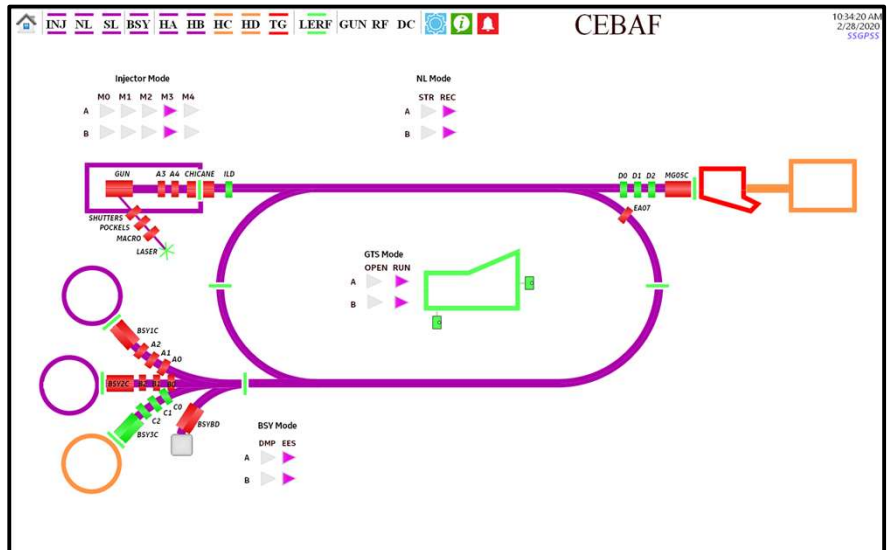 INJ NL SL BSY HA HB HC HD TG LERF GUN RF DC
CEBAF
10:34:20 AM
2/28/2020
SSGPSS
Injector Mode
M0 M1 M2 M3 M4
A
B
NL Mode
STR REC
A
B
GUN A3 A4 CHICANE ILD
D0 D1 D2 MG05C
EA07
SHUTTERS
POCKELS
MACRO
LASER
GTS Mode
OPEN RUN
A
B
BSY1C
A2
A1
A0
BSY2C B2 B1 B0
C0
C1
C2
BSY3C
BSYBD
BSY Mode
DMP EES
A
B